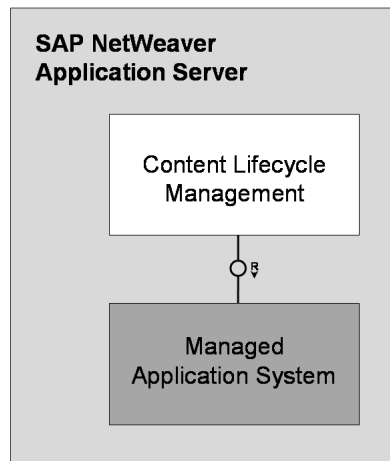 SAP NetWeaver
Application Server
Content Lifecycle
Management
R
Managed
Application System